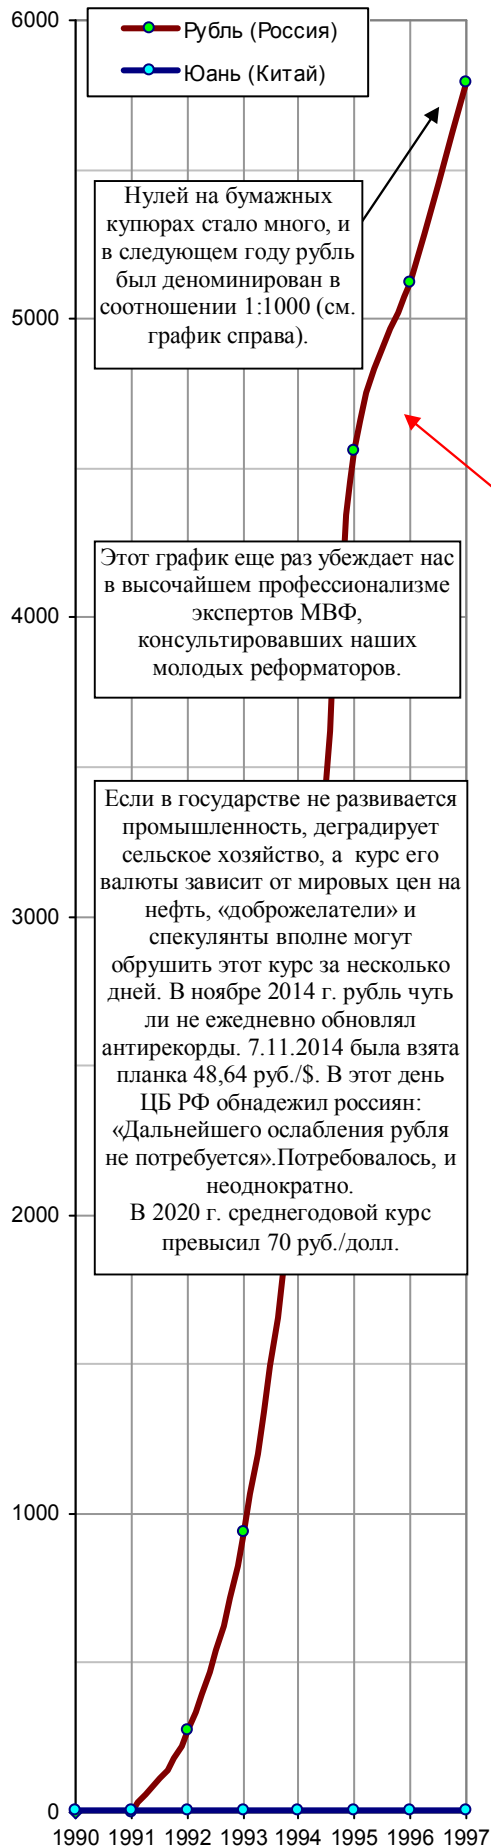 6000
Рубль (Россия)
Юань (Китай)
Нулей на бумажных
купюрах стало много, и
в следующем году рубль
был деноминирован в
соотношении 1:1000 (см.
график справа).
5000
Этот график еще раз убеждает нас
в высочайшем профессионализме
экспертов МВФ,
консультировавших наших
молодых реформаторов.
4000
Если в государстве не развивается
промышленность, деградирует
сельское хозяйство, а курс его
валюты зависит от мировых цен на
нефть, «доброжелатели» и
спекулянты вполне могут
обрушить этот курс за несколько
дней. В ноябре 2014 г. рубль чуть
ли не ежедневно обновлял
антирекорды. 7.11.2014 была взята
планка 48,64 руб./$. В этот день
ЦБ РФ обнадежил россиян:
«Дальнейшего ослабления рубля
не потребуется».Потребовалось, и
неоднократно.
В 2020 г. среднегодовой курс
превысил 70 руб./долл.
3000
2000
1000
0
1990 1991 1992 1993 1994 1995 1996 1997